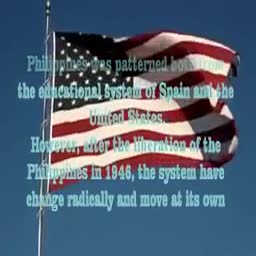 Philippines was patterned both from
the educational system of Spain and the
United States.
However, after the liberation of the
Philippines in 1946, the system have
change radically and move at its own